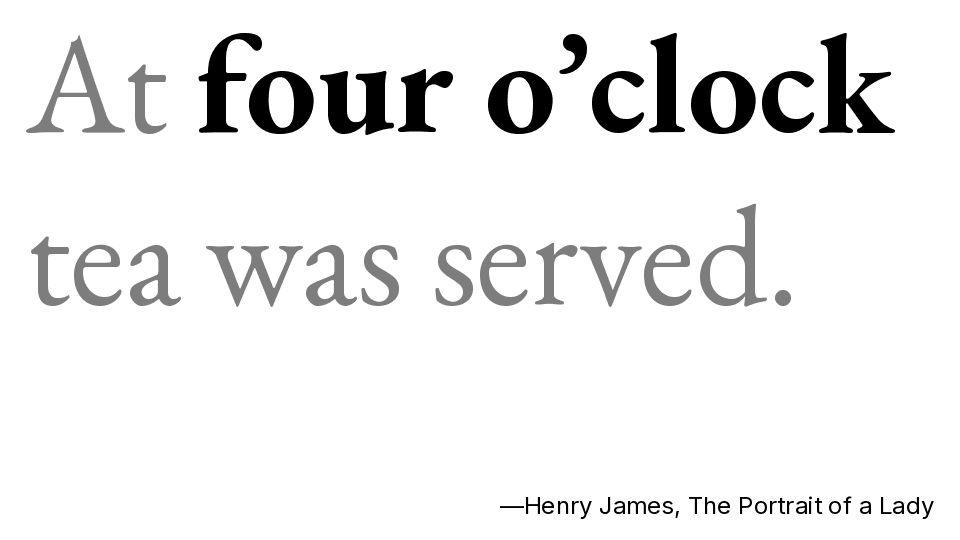 At four o’clock
tea was served.
—Henry James, The Portrait of a Lady